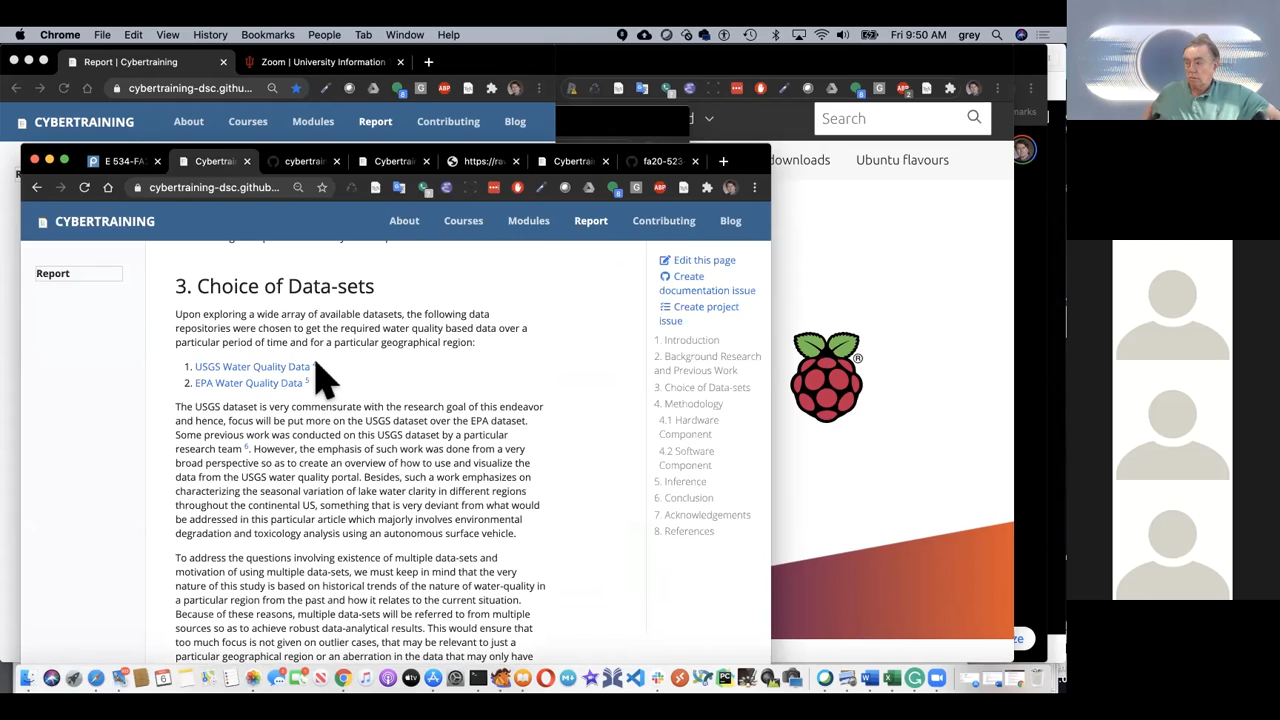 Chrome File Edit View History Bookmarks People Tab Window Help Fri 9:50 AM grey
Report | Cybertraining Zoom | University Information
cybertraining-dsc.githu...
CYBERTRAINING About Courses Modules Report Contributing Blog
Search
ownloads Ubuntu flavours
E 534-FA Cybertrain cybertrain Cybertrain https://ra Cybertrain fa20-523
cybertraining-dsc.github...
CYBERTRAINING About Courses Modules Report Contributing Blog
Report
3. Choice of Data-sets
Upon exploring a wide array of available datasets, the following data
repositories were chosen to get the required water quality based data over a
particular period of time and for a particular geographical region:
1. USGS Water Quality Data
2. EPA Water Quality Data 5
The USGS dataset is very commensurate with the research goal of this endeavor
and hence, focus will be put more on the USGS dataset over the EPA dataset.
Some previous work was conducted on this USGS dataset by a particular
research team 6. However, the emphasis of such work was done from a very
broad perspective so as to create an overview of how to use and visualize the
data from the USGS water quality portal. Besides, such a work emphasizes on
characterizing the seasonal variation of lake water clarity in different regions
throughout the continental US, something that is very deviant from what would
be addressed in this particular article which majorly involves environmental
degradation and toxicology analysis using an autonomous surface vehicle.
To address the questions involving existence of multiple data-sets and
motivation of using multiple data-sets, we must keep in mind that the very
nature of this study is based on historical trends of the nature of water-quality in
a particular region from the past and how it relates to the current situation.
Because of these reasons, multiple data-sets will be referred to from multiple
sources so as to achieve robust data-analytical results. This would ensure that
too much focus is not given on outlier cases, that may be relevant to just a
particular geographical region or an aberration in the data that may only have
Edit this page
Create
documentation issue
Create project
issue
1. Introduction
2. Background Research
and Previous Work
3. Choice of Data-sets
4. Methodology
4.1 Hardware
Component
4.2 Software
Component
5. Inference
6. Conclusion
7. Acknowledgements
8. References